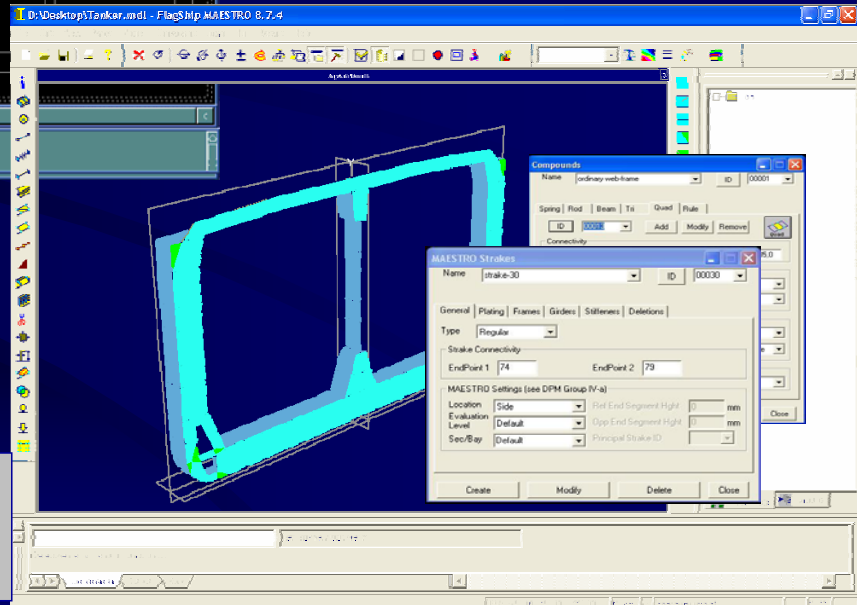 D:\Desktop\Tanker.mdl - FlagShip MAESTRO 8.7.4
Compounds
Name ordinary web-frame ID 00001
Spring Rod Beam Tri Quad Rule
ID 00013 Add Modify Remove
Quad
Connectivity
Close
MAESTRO Strakes
Name strake-30 ID 00030
General Plating Frames Girders Stiffeners Deletions
Type Regular
Strake Connectivity
EndPoint 1 74 EndPoint 2 79
MAESTRO Settings (see DPM Group IV-a)
Location Side Rel End Segment Hght 0 mm
Evaluation Level Default Opp End Segment Hght 0 mm
Sec/Bay Default Principal Strake ID
Create Modify Delete Close